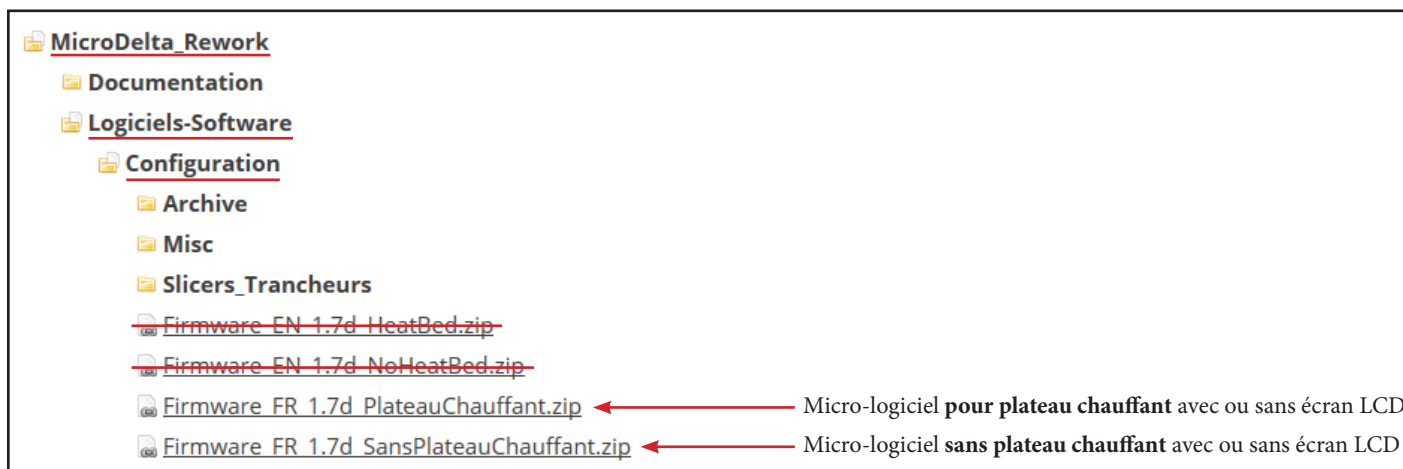 MicroDelta_Rework
Documentation
Logiciels-Software
Configuration
Archive
Misc
Slicers_Trancheurs
Firmware_EN_1.7d_HeatBed.zip
Firmware_EN_1.7d_NoHeatBed.zip
Firmware_FR_1.7d_PlateauChauffant.zip Micro-logiciel pour plateau chauffant avec ou sans écran LCD
Firmware_FR_1.7d_SansPlateauChauffant.zip Micro-logiciel sans plateau chauffant avec ou sans écran LCD